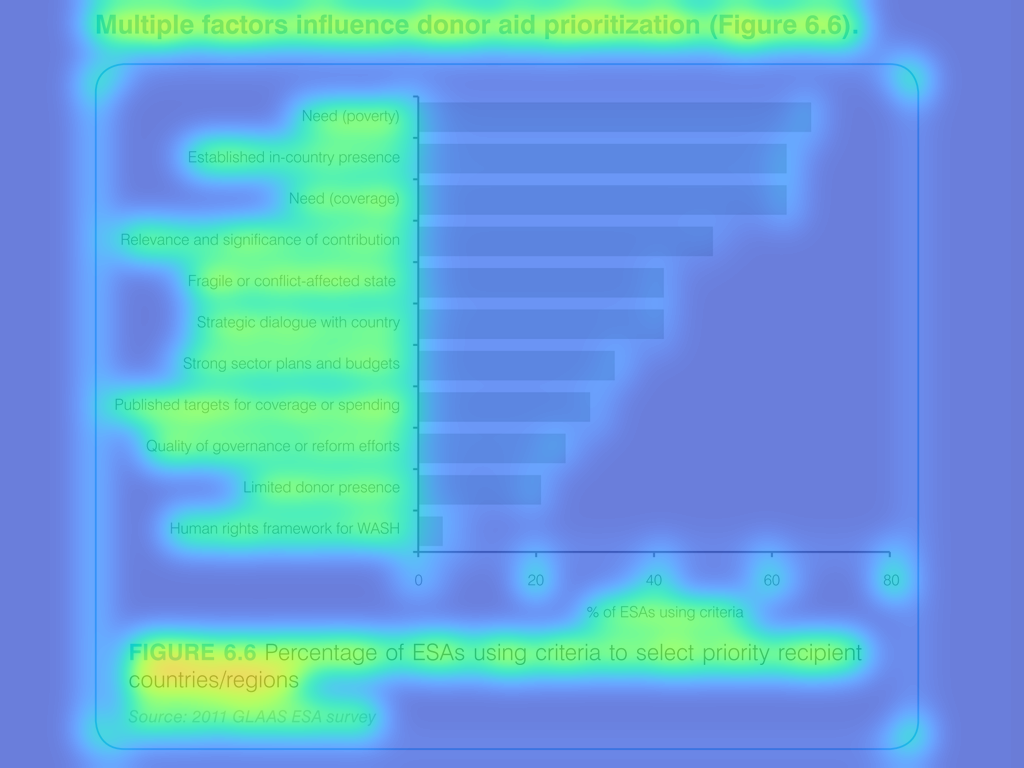 Multiple factors influence donor aid prioritization (Figure 6.6).
Need (poverty)
Established in-country presence
Need (coverage)
Relevance and significance of contribution
Fragile or conflict-affected state
Strategic dialogue with country
Strong sector plans and budgets
Published targets for coverage or spending
Quality of governance or reform efforts
Limited donor presence
Human rights framework for WASH
0 20 40 60 80
% of ESAs using criteria
FIGURE 6.6 Percentage of ESAs using criteria to select priority recipient
countries/regions
Source: 2011 GLAAS ESA survey